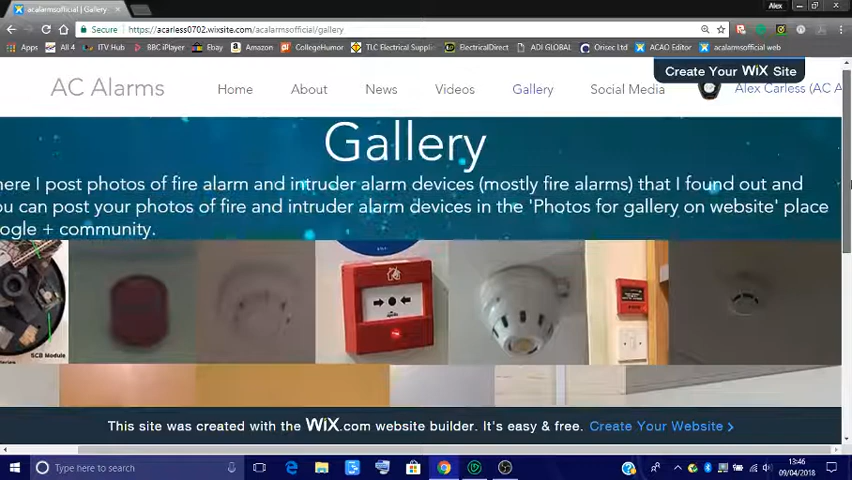 acalarmsofficial | Gallery
Alex
Secure
https://acarless0702.wixsite.com/acalarmsofficial/gallery
Apps All 4 ITV Hub BBC iPlayer eBay Amazon CollegeHumor TLC Electrical Supplie ElectricalDirect ADI GLOBAL Orisec Ltd ACAO Editor acalarmsofficial web
Create Your WiX Site
AC Alarms Home About News Videos Gallery Social Media Alex Carless (AC A
Gallery
here I post photos of fire alarm and intruder alarm devices (mostly fire alarms) that I found out and
ou can post your photos of fire and intruder alarm devices in the 'Photos for gallery on website' place
ogle + community.
SCB Module
This site was created with the WiX.com website builder. It's easy & free. Create Your Website >
Type here to search
13:46
09/04/2018